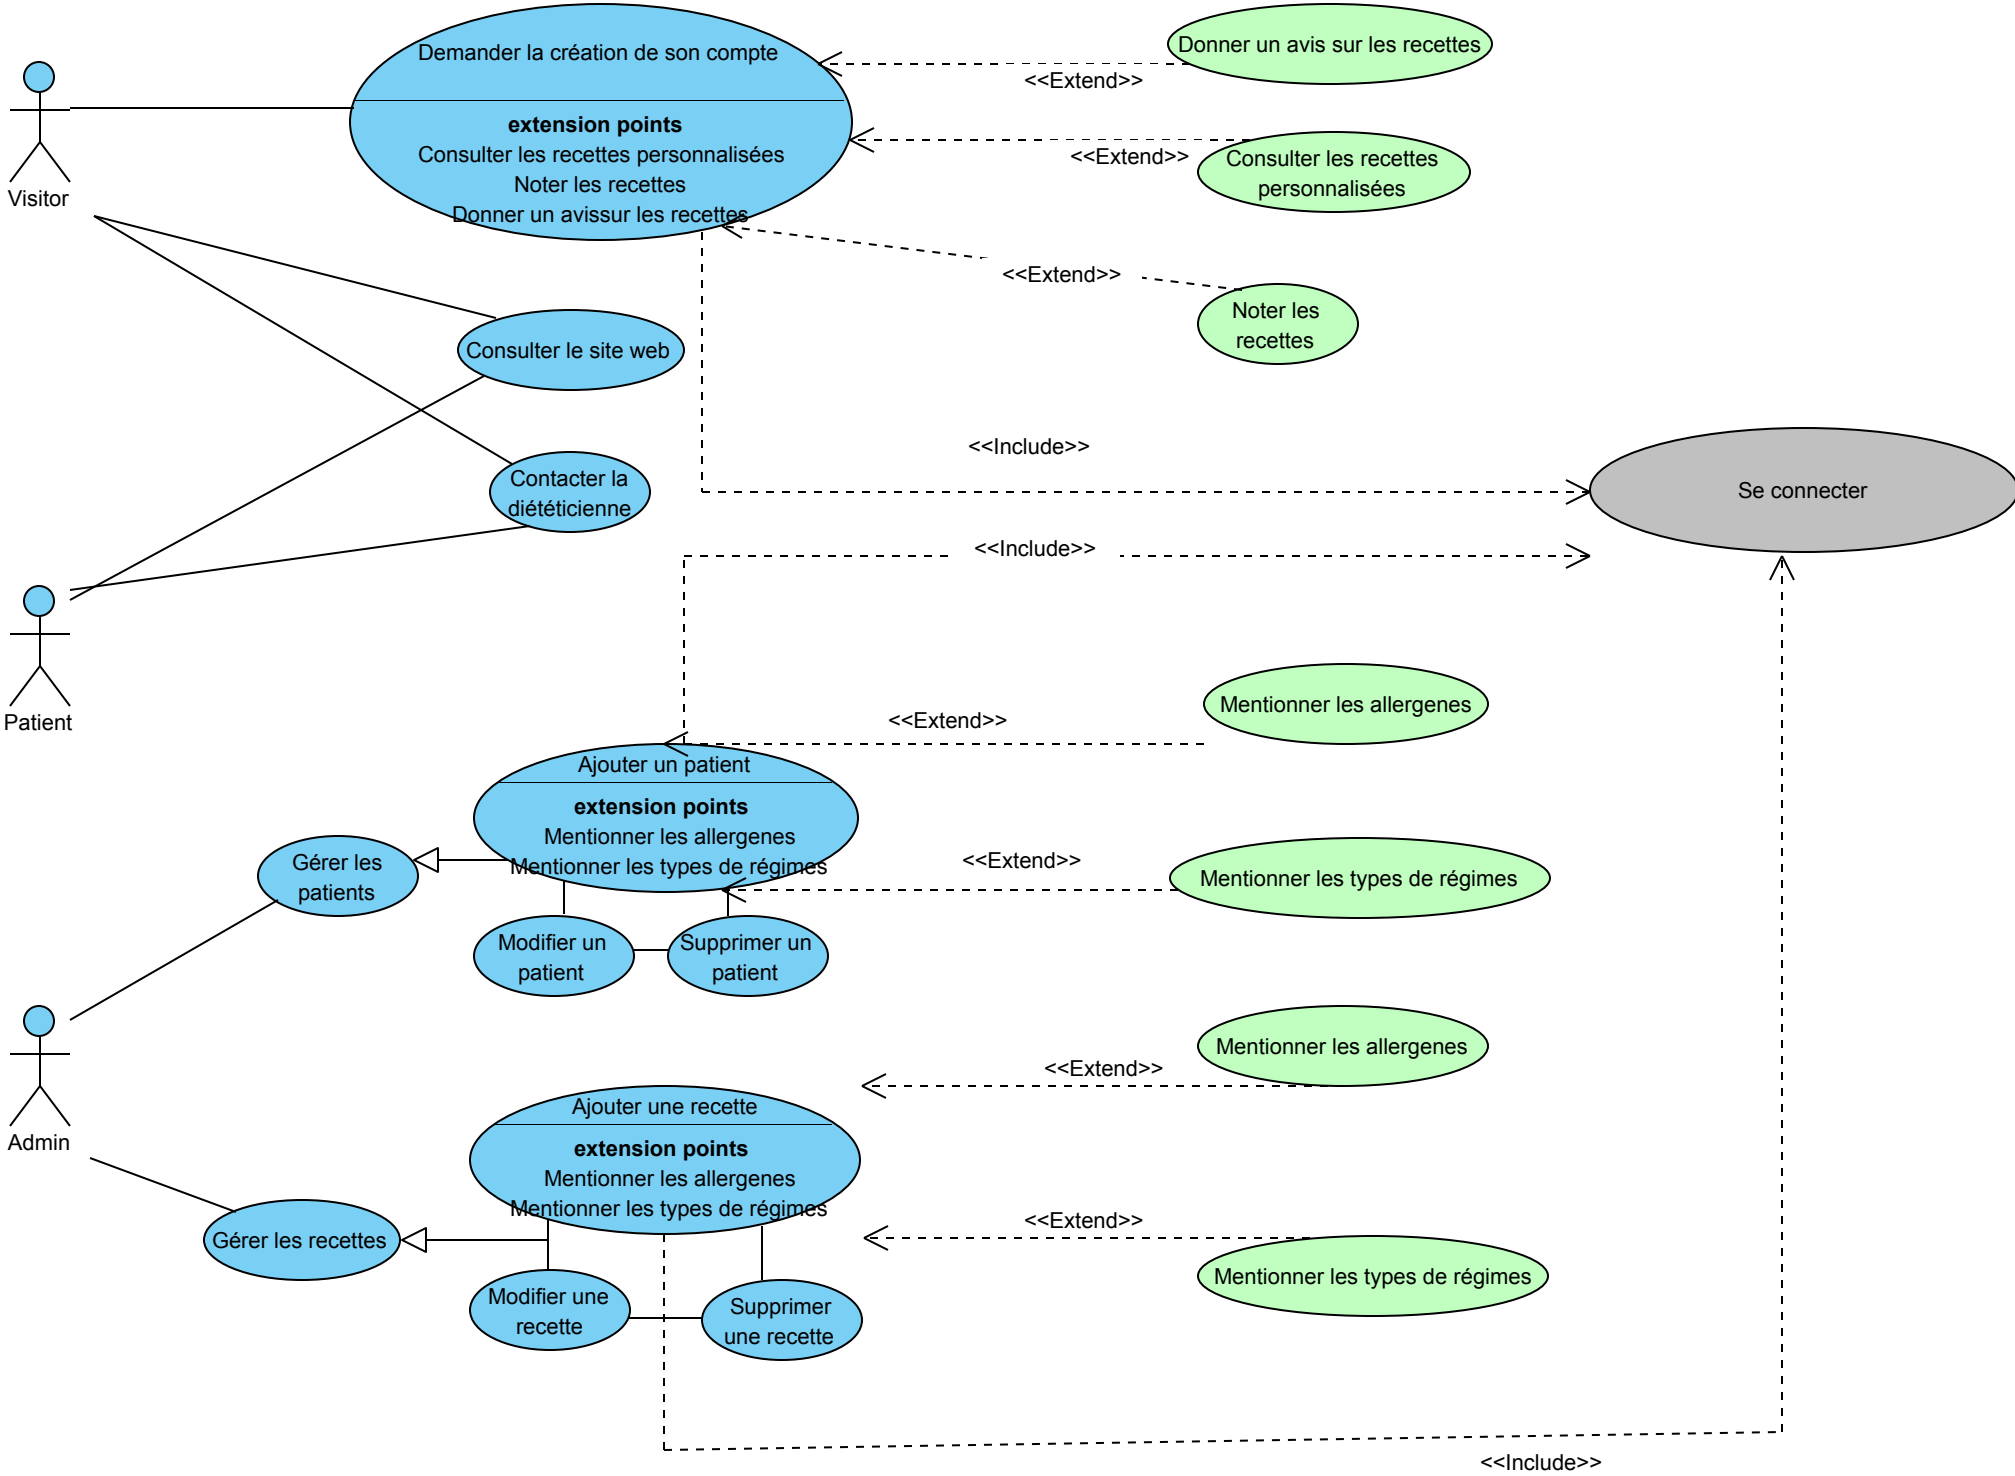 Demander la création de son compte
extension points
Consulter les recettes personnalisées
Noter les recettes
Donner un avissur les recettes
Donner un avis sur les recettes
<<Extend>>
Consulter les recettes
personnalisées
<<Extend>>
Visitor
<<Extend>>
Noter les
recettes
Consulter le site web
<<Include>>
Contacter la
diététicienne
Se connecter
<<Include>>
Patient
Mentionner les allergenes
<<Extend>>
Ajouter un patient
extension points
Mentionner les allergenes
Mentionner les types de régimes
Gérer les
patients
<<Extend>>
Mentionner les types de régimes
Modifier un
patient
Supprimer un
patient
Mentionner les allergenes
<<Extend>>
Admin
Ajouter une recette
extension points
Mentionner les allergenes
Mentionner les types de régimes
<<Extend>>
Gérer les recettes
Mentionner les types de régimes
Modifier une
recette
Supprimer
une recette
<<Include>>